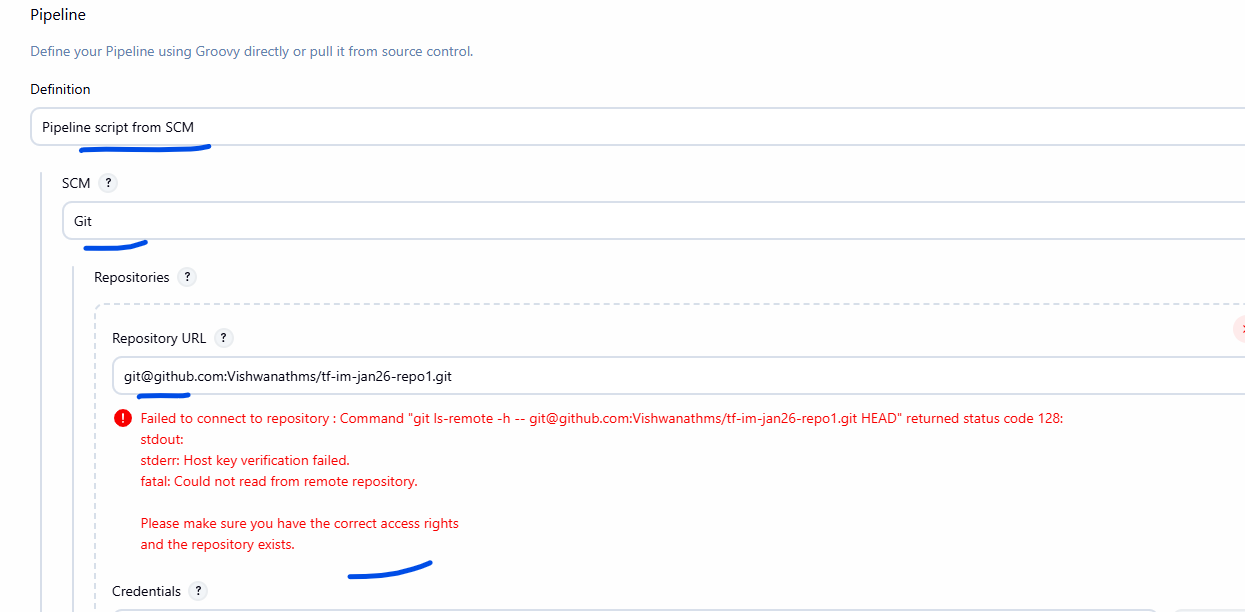 Pipeline
Define your Pipeline using Groovy directly or pull it from source control.
Definition
Pipeline script from SCM
SCM ?
Git
Repositories ?
Repository URL ?
git@github.com:Vishwanathms/tf-im-jan26-repo1.git
! Failed to connect to repository : Command "git ls-remote -h -- git@github.com:Vishwanathms/tf-im-jan26-repo1.git HEAD" returned status code 128:
stdout:
stderr: Host key verification failed.
fatal: Could not read from remote repository.
Please make sure you have the correct access rights
and the repository exists.
Credentials ?